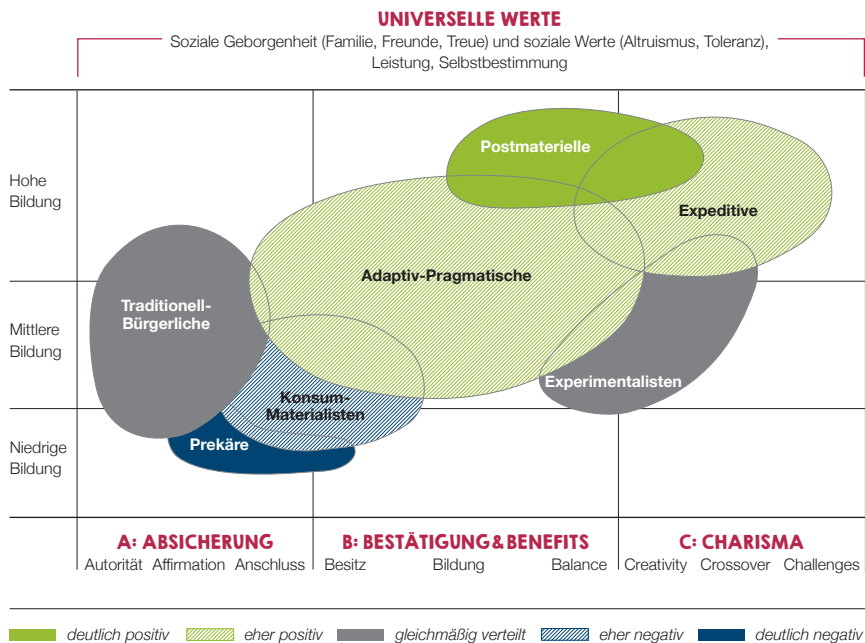 UNIVERSELLE WERTE
Soziale Geborgenheit (Familie, Freunde, Treue) und soziale Werte (Altruismus, Toleranz),
Leistung, Selbstbestimmung
Hohe
Bildung
Mittlere
Bildung
Niedrige
Bildung
Postmaterielle
Expeditive
Adaptiv-Pragmatische
Traditionell-
Bürgerliche
Experimentalisten
Konsum-
Materialisten
Prekäre
A: ABSICHERUNG
B: BESTÄTIGUNG & BENEFITS
C: CHARISMA
Autorität Affirmation Anschluss
Besitz Bildung Balance
Creativity Crossover Challenges
deutlich positiv
eher positiv
gleichmäßig verteilt
eher negativ
deutlich negativ